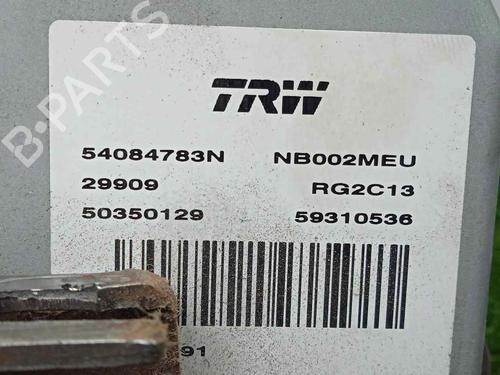 B-PARTS
TRW
54084783N NB002MEU
29909 RG2C13
50350129 59310536
91